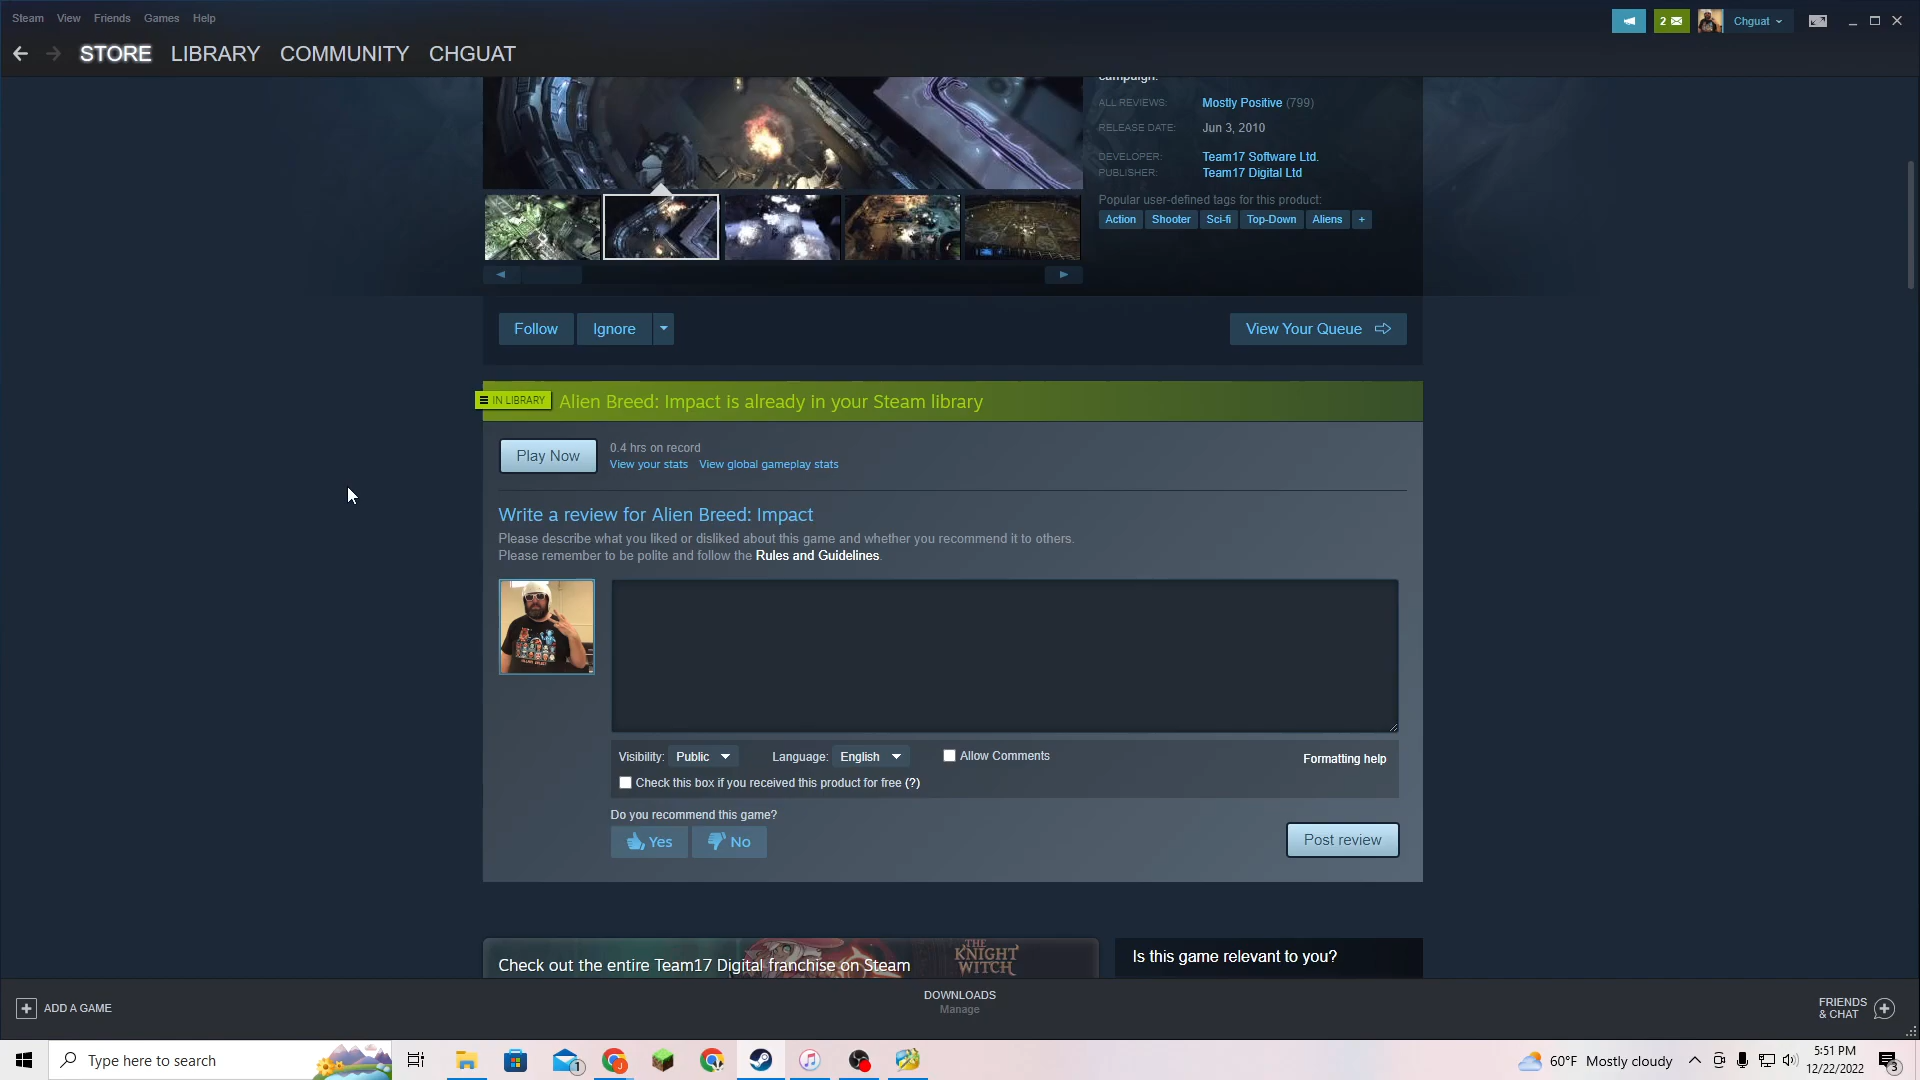 Steam View Friends Games Help
2
Chguat
STORE LIBRARY COMMUNITY CHGUAT
campaign.
ALL REVIEWS: Mostly Positive (799)
RELEASE DATE: Jun 3, 2010
DEVELOPER: Team17 Software Ltd.
PUBLISHER: Team17 Digital Ltd
Popular user-defined tags for this product:
Action Shooter Sci-fi Top-Down Aliens +
Follow Ignore View Your Queue
IN LIBRARY Alien Breed: Impact is already in your Steam library
Play Now
0.4 hrs on record
View your stats View global gameplay stats
Write a review for Alien Breed: Impact
Please describe what you liked or disliked about this game and whether you recommend it to others.
Please remember to be polite and follow the Rules and Guidelines.
Visibility: Public Language: English Allow Comments Formatting help
Check this box if you received this product for free (?)
Do you recommend this game?
Yes No
Post review
Check out the entire Team17 Digital franchise on Steam
THE
KNIGHT
WITCH
Is this game relevant to you?
ADD A GAME
DOWNLOADS
Manage
FRIENDS
& CHAT
Type here to search
1
60°F Mostly cloudy
5:51 PM
12/22/2022
3